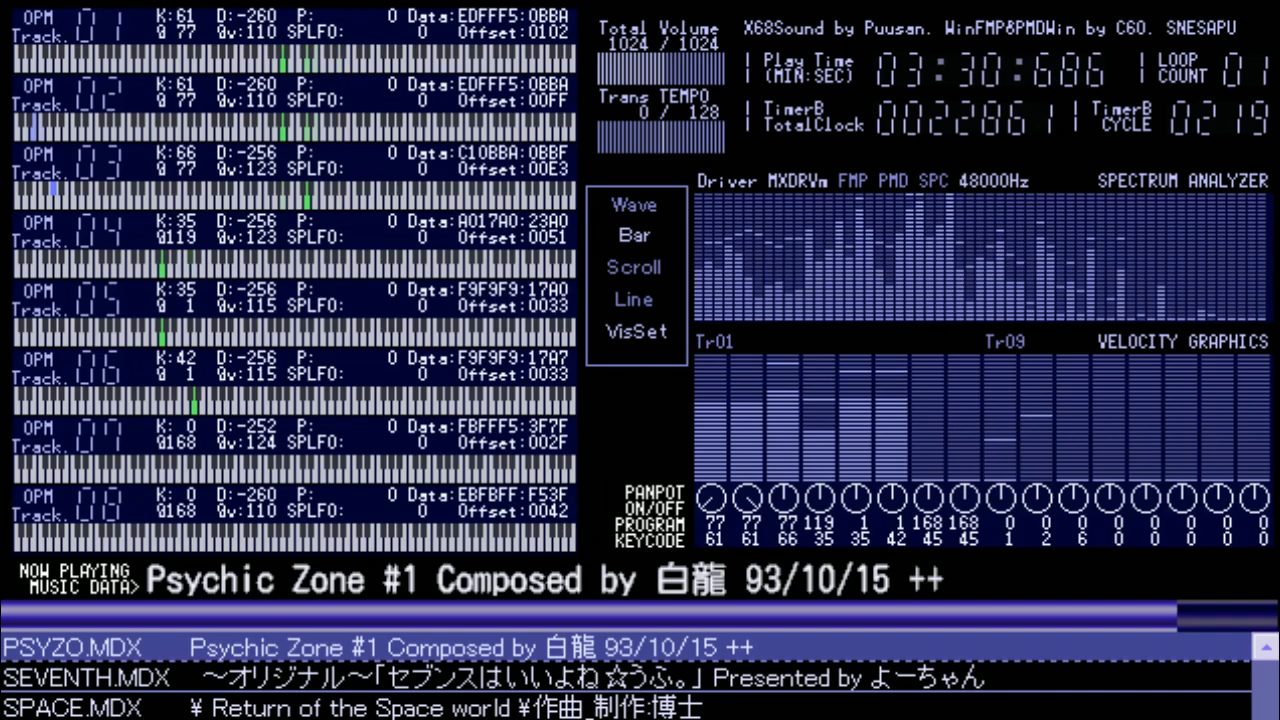 OPM Track. 01 K: 61 D:-260 P: 0 Data:EDFFF5:0BBA
@ 77 @v:110 SPLFO: 0 Offset:0102
OPM Track. 02 K: 61 D:-260 P: 0 Data:EDFFF5:0BBA
@ 77 @v:110 SPLFO: 0 Offset:00FF
OPM Track. 03 K: 66 D:-256 P: 0 Data:C10BBA:0BBF
@ 77 @v:123 SPLFO: 0 Offset:00E3
OPM Track. 04 K: 35 D:-256 P: 0 Data:A017A0:23A0
@119 @v:123 SPLFO: 0 Offset:0051
OPM Track. 05 K: 35 D:-256 P: 0 Data:F9F9F9:17A0
@ 1 @v:115 SPLFO: 0 Offset:0033
OPM Track. 06 K: 42 D:-256 P: 0 Data:F9F9F9:17A7
@ 1 @v:115 SPLFO: 0 Offset:0033
OPM Track. 07 K: 0 D:-252 P: 0 Data:FBFFF5:3F7F
@168 @v:124 SPLFO: 0 Offset:002F
OPM Track. 08 K: 0 D:-260 P: 0 Data:EBFBFF:F53F
@168 @v:110 SPLFO: 0 Offset:0042
Total Volume
1024 / 1024
Trans TEMPO
0 / 128
X68Sound by Puusan. WinFMP&PMDWin by C60. SNESAPU
Play Time (MIN:SEC) 03:30:686 LOOP COUNT 01
TimerB TotalClock 00228611 TimerB CYCLE 0219
Wave
Bar
Scroll
Line
VisSet
Driver MXDRVm FMP PMD SPC 48000Hz SPECTRUM ANALYZER
Tr01 Tr09 VELOCITY GRAPHICS
PANPOT
ON/OFF
PROGRAM 77 77 77 119 1 1 168 168 0 0 0 0 0 0 0 0
KEYCODE 61 61 66 35 35 42 45 45 1 2 6 0 0 0 0 0
NOW PLAYING
MUSIC DATA> Psychic Zone #1 Composed by 白龍 93/10/15 ++
PSYZO.MDX Psychic Zone #1 Composed by 白龍 93/10/15 ++
SEVENTH.MDX ～オリジナル～「セブンスはいいよね☆うふ。」 Presented by よーちゃん
SPACE.MDX ¥ Return of the Space world ¥作曲_制作:博士